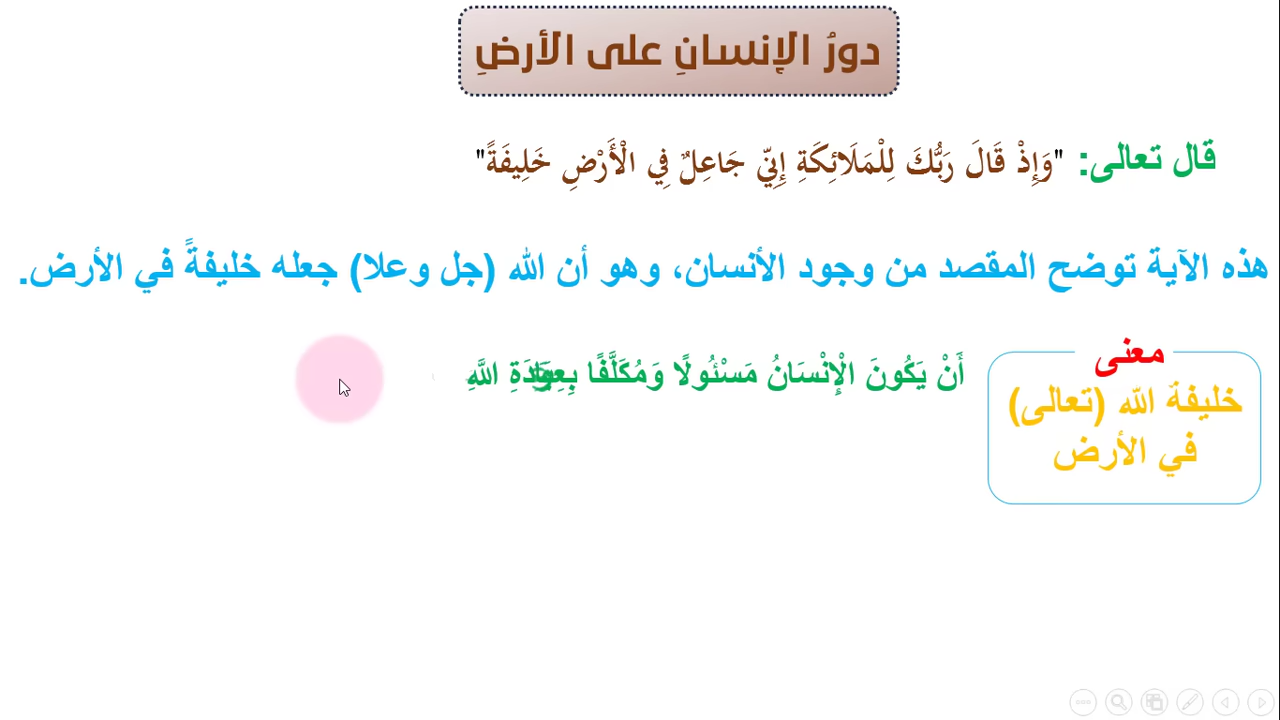 دورُ الإنسانِ على الأرضِ
قال تعالى: "وَإِذْ قَالَ رَبُّكَ لِلْمَلَائِكَةِ إِنِّي جَاعِلٌ فِي الْأَرْضِ خَلِيفَةً"
هذه الآية توضح المقصد من وجود الأنسان، وهو أن الله (جل وعلا) جعله خليفةً في الأرض.
معنى
خليفة الله (تعالى)
في الأرض
أَنْ يَكُونَ الْإِنْسَانُ مَسْئُولًا وَمُكَلَّفًا اللَّهِ